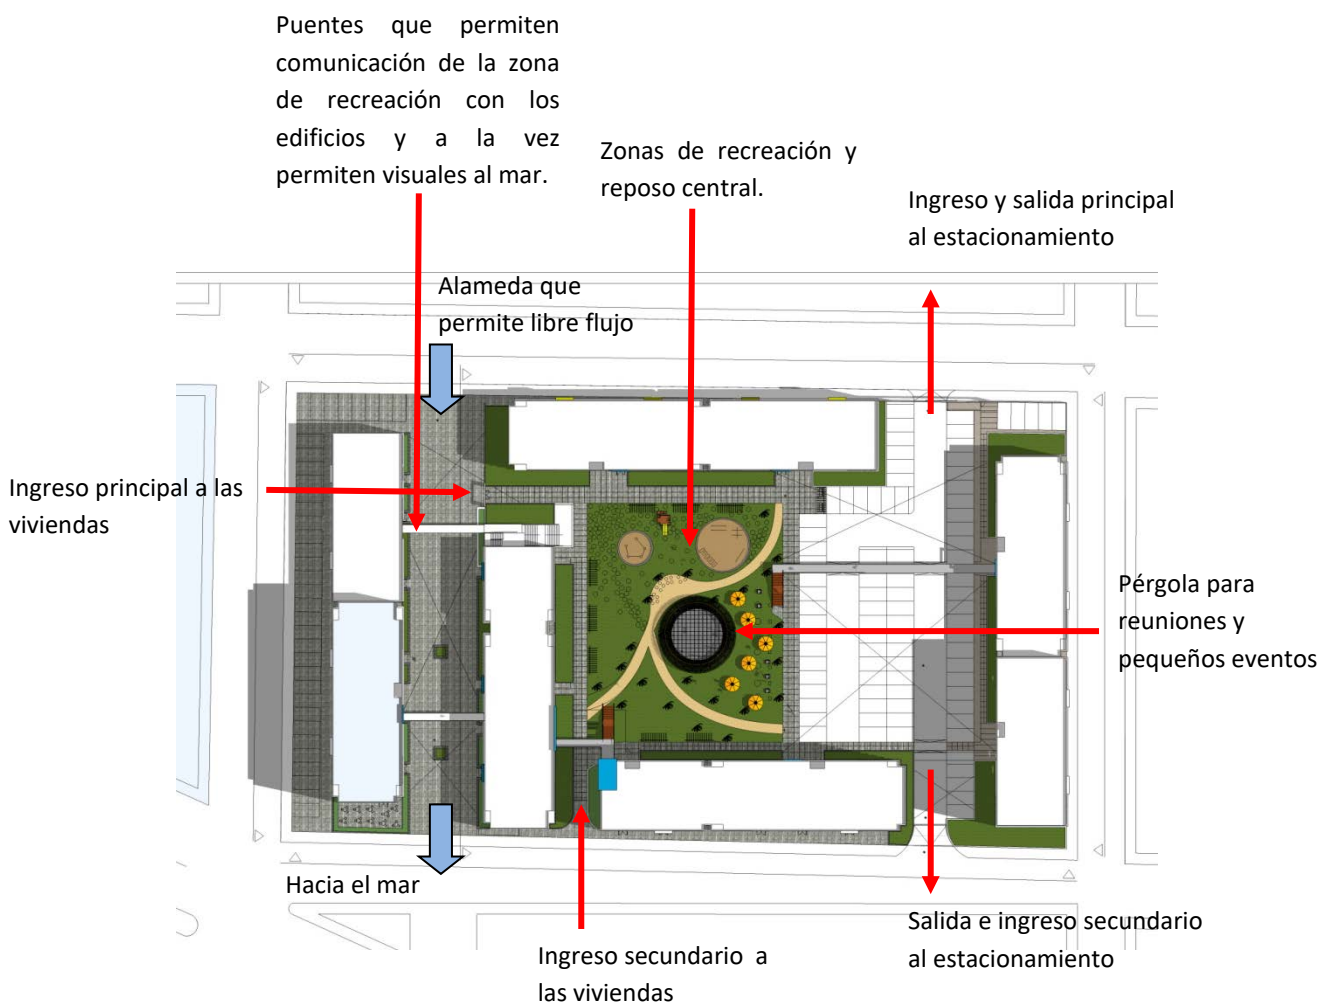 Puentes que permiten
comunicación de la zona
de recreación con los
edificios y a la vez
permiten visuales al mar.
Zonas de recreación y
reposo central.
Ingreso y salida principal
al estacionamiento
Alameda que
permite libre flujo
Ingreso principal a las
viviendas
Pérgola para
reuniones y
pequeños eventos
Hacia el mar
Ingreso secundario a
las viviendas
Salida e ingreso secundario
al estacionamiento